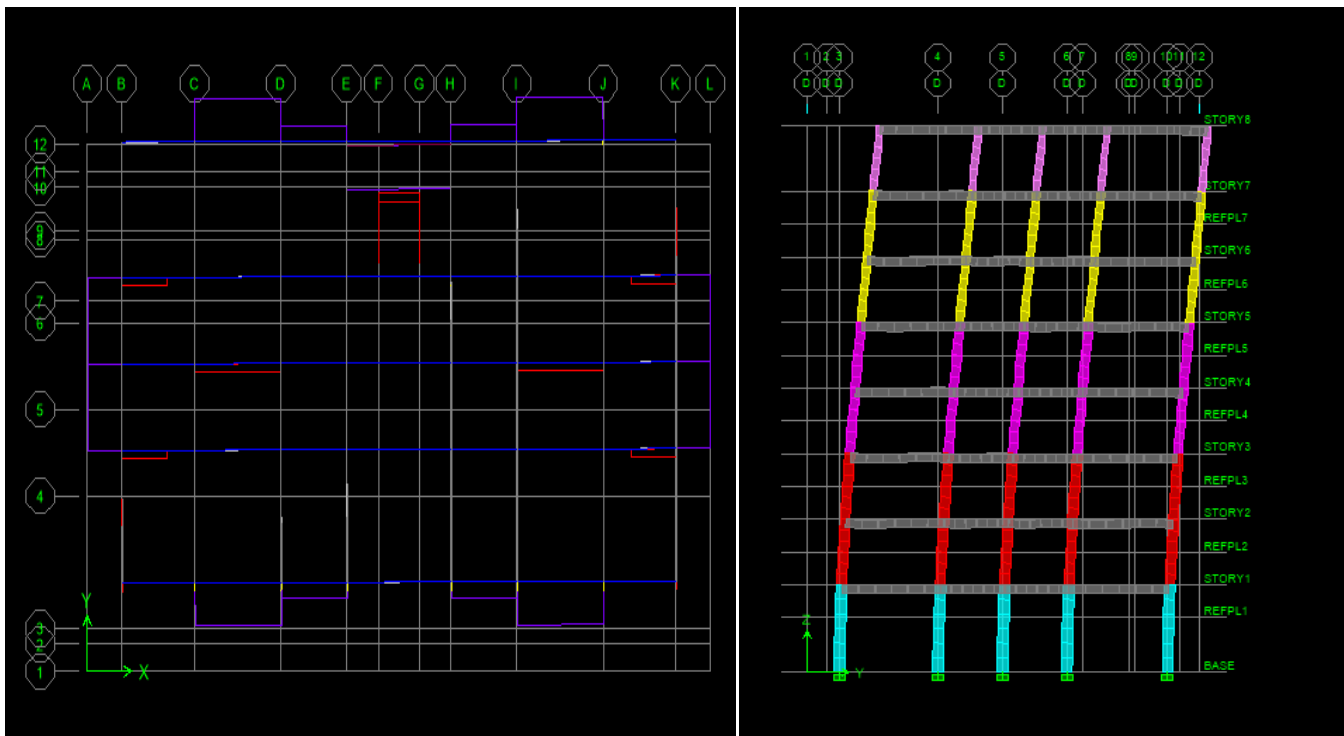 A B C D E F G H I J K L
12
11
10
9
8
7
6
5
4
3
2
1
Y
X
1 2 3 4 5 6 7 8 9 10 11 12
D D D D D D D D D D D D
STORY8
STORY7
REFPL7
STORY6
REFPL6
STORY5
REFPL5
STORY4
REFPL4
STORY3
REFPL3
STORY2
REFPL2
STORY1
REFPL1
BASE
Z
Y